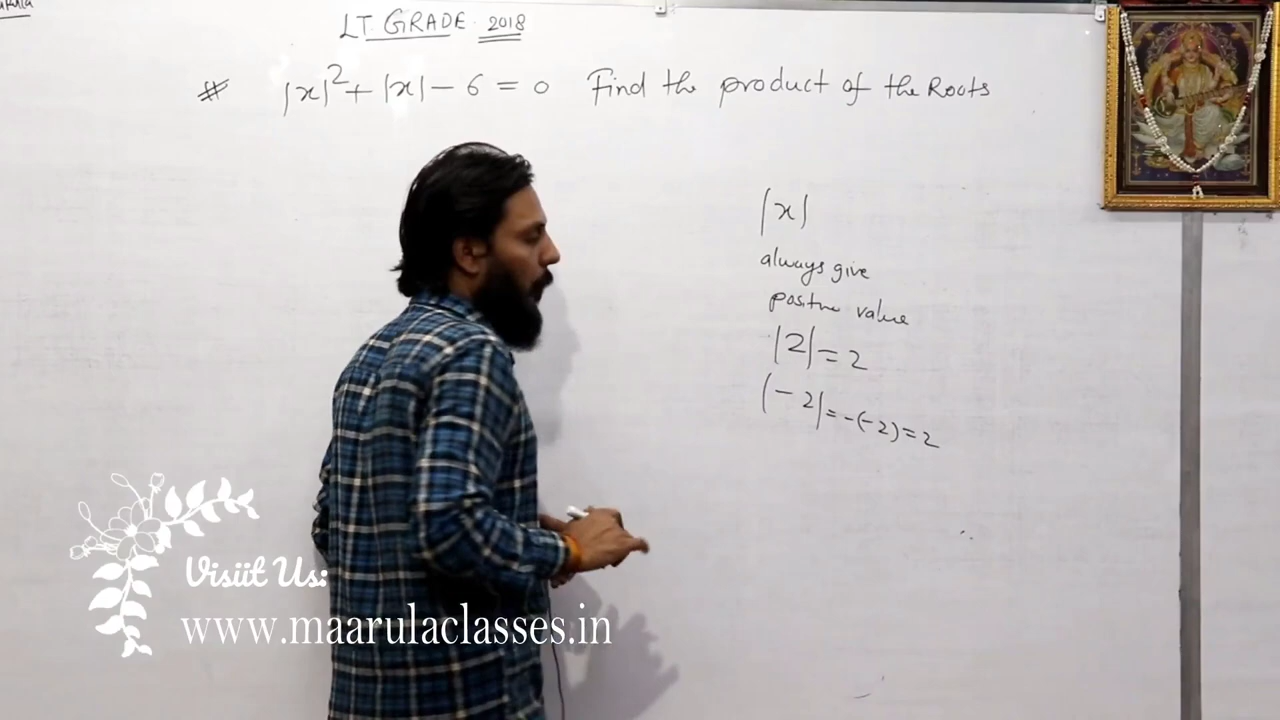 LT. GRADE. 2018
# |x|² + |x| - 6 = 0 Find the product of the Roots
|x|
always give
positive value
|2| = 2
|-2| = -(-2) = 2
Visiit Us:
www.maarulaclasses.in